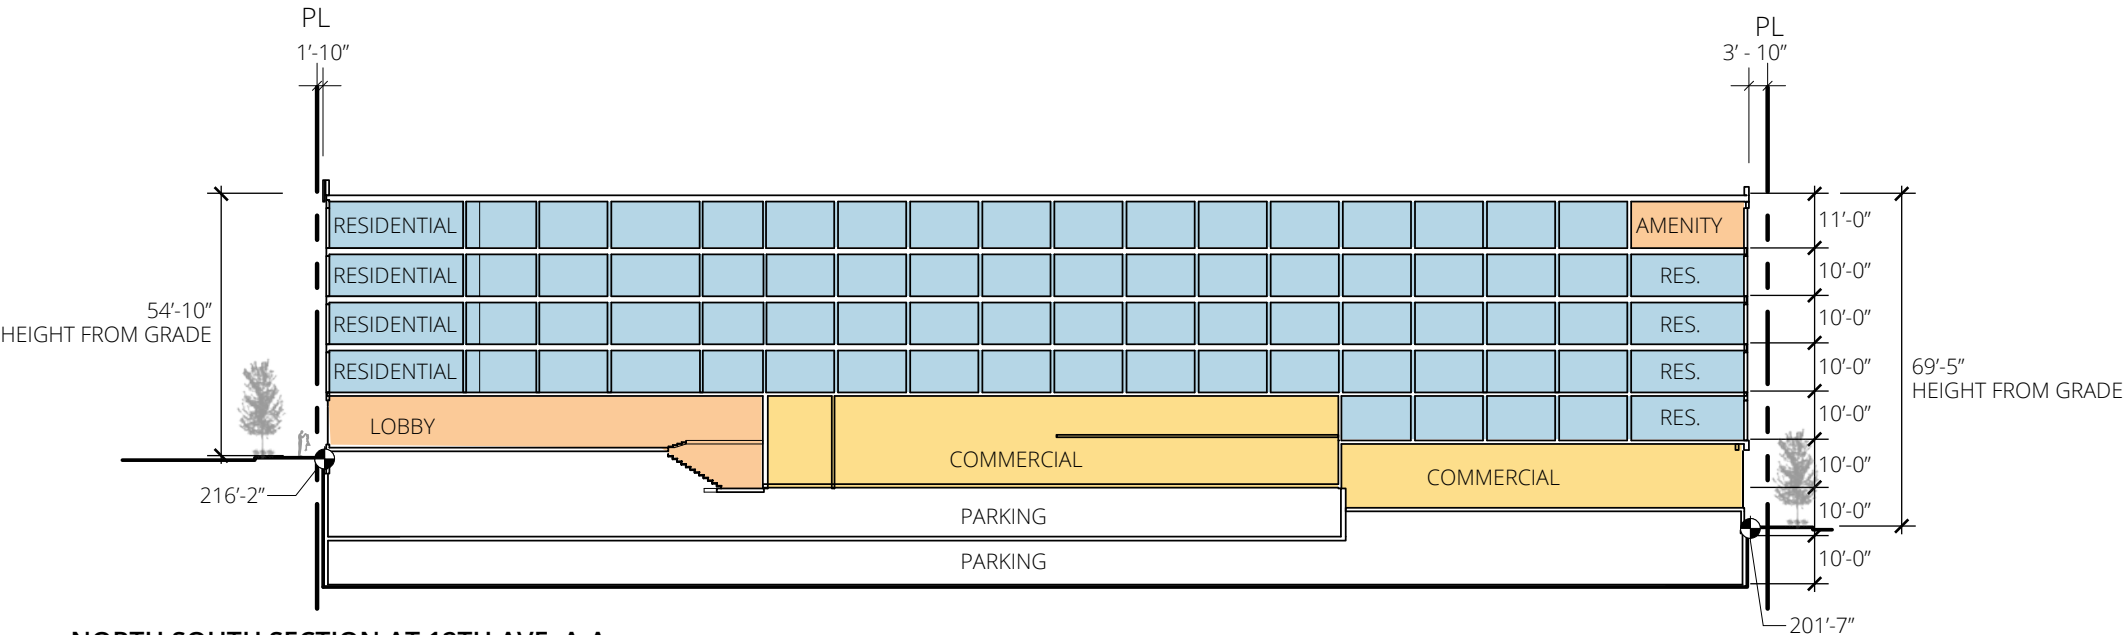 PL
1’-10”
PL
3’ - 10”
RESIDENTIAL
AMENITY
11’-0”
RESIDENTIAL
RES.
10’-0”
54’-10”
HEIGHT FROM GRADE
RESIDENTIAL
RES.
10’-0”
RESIDENTIAL
RES.
10’-0”
69’-5”
HEIGHT FROM GRADE
LOBBY
RES.
10’-0”
COMMERCIAL
COMMERCIAL
10’-0”
216’-2”
PARKING
10’-0”
PARKING
10’-0”
201’-7”